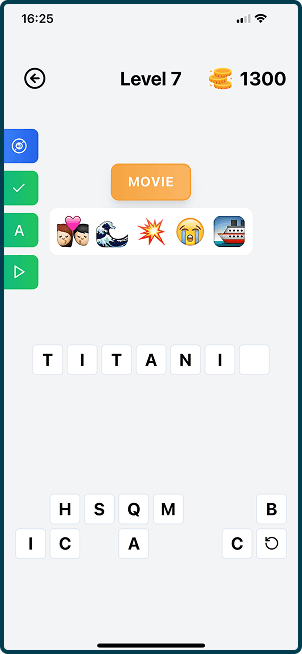 16:25
Level 7 1300
MOVIE
A
T I T A N I
H S Q M B
I C A C